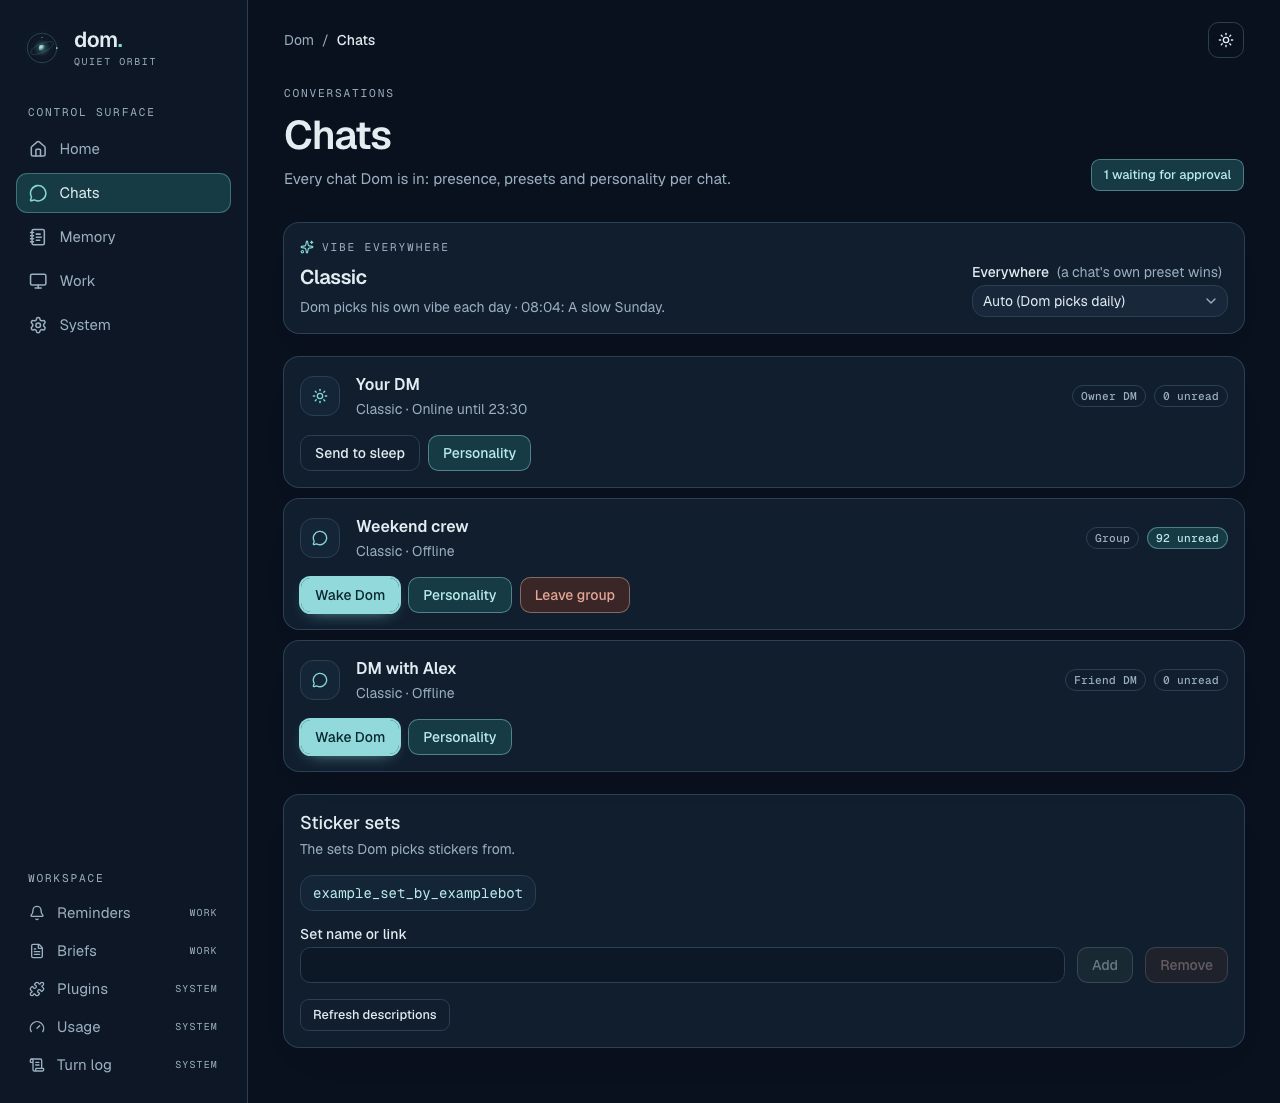 dom.
QUIET ORBIT
CONTROL SURFACE
Home
Chats
Memory
Work
System
WORKSPACE
Reminders WORK
Briefs WORK
Plugins SYSTEM
Usage SYSTEM
Turn log SYSTEM
Dom / Chats
CONVERSATIONS
Chats
Every chat Dom is in: presence, presets and personality per chat.
1 waiting for approval
VIBE EVERYWHERE
Classic
Dom picks his own vibe each day · 08:04: A slow Sunday.
Everywhere (a chat's own preset wins)
Auto (Dom picks daily)
Your DM
Classic · Online until 23:30
Owner DM 0 unread
Send to sleep Personality
Weekend crew
Classic · Offline
Group 92 unread
Wake Dom Personality Leave group
DM with Alex
Classic · Offline
Friend DM 0 unread
Wake Dom Personality
Sticker sets
The sets Dom picks stickers from.
example_set_by_examplebot
Set name or link
Add Remove
Refresh descriptions